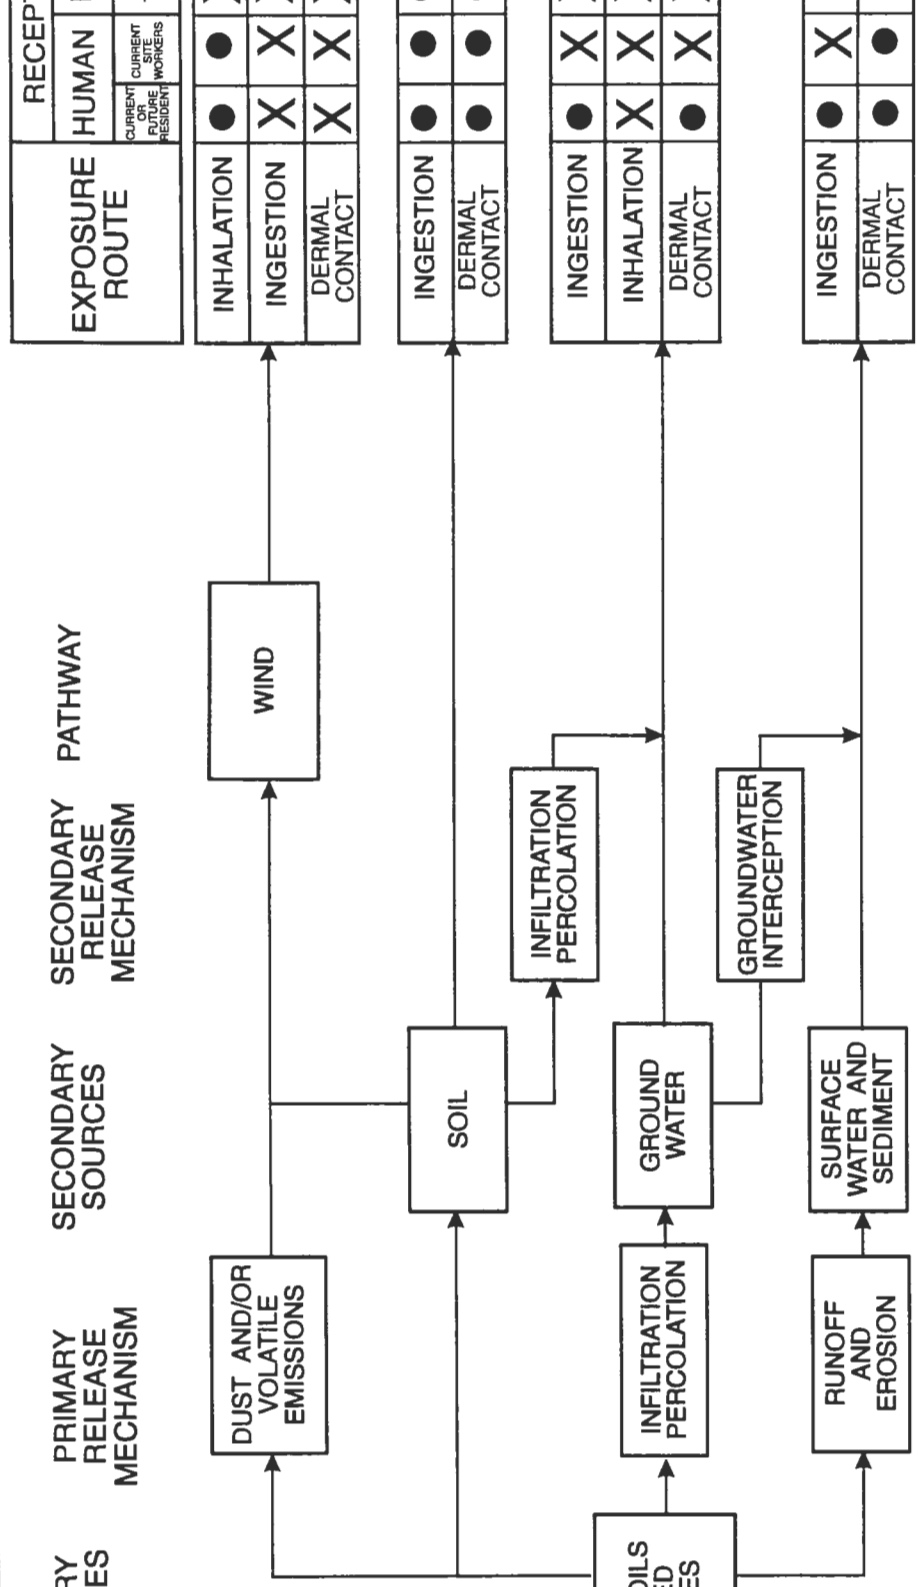 PRIMARY
RELEASE
MECHANISM
SECONDARY
SOURCES
SECONDARY
RELEASE
MECHANISM
PATHWAY
EXPOSURE
ROUTE
HUMAN
CURRENT
OR
FUTURE
RESIDENT
CURRENT
SITE
WORKERS
DUST AND/OR
VOLATILE
EMISSIONS
WIND
INHALATION
INGESTION
DERMAL
CONTACT
X X
X X
SOIL
INGESTION
DERMAL
CONTACT
INFILTRATION
PERCOLATION
INFILTRATION
PERCOLATION
GROUND
WATER
INGESTION
INHALATION
DERMAL
CONTACT
X
X X
X
GROUNDWATER
INTERCEPTION
RUNOFF
AND
EROSION
SURFACE
WATER AND
SEDIMENT
INGESTION
DERMAL
CONTACT
X